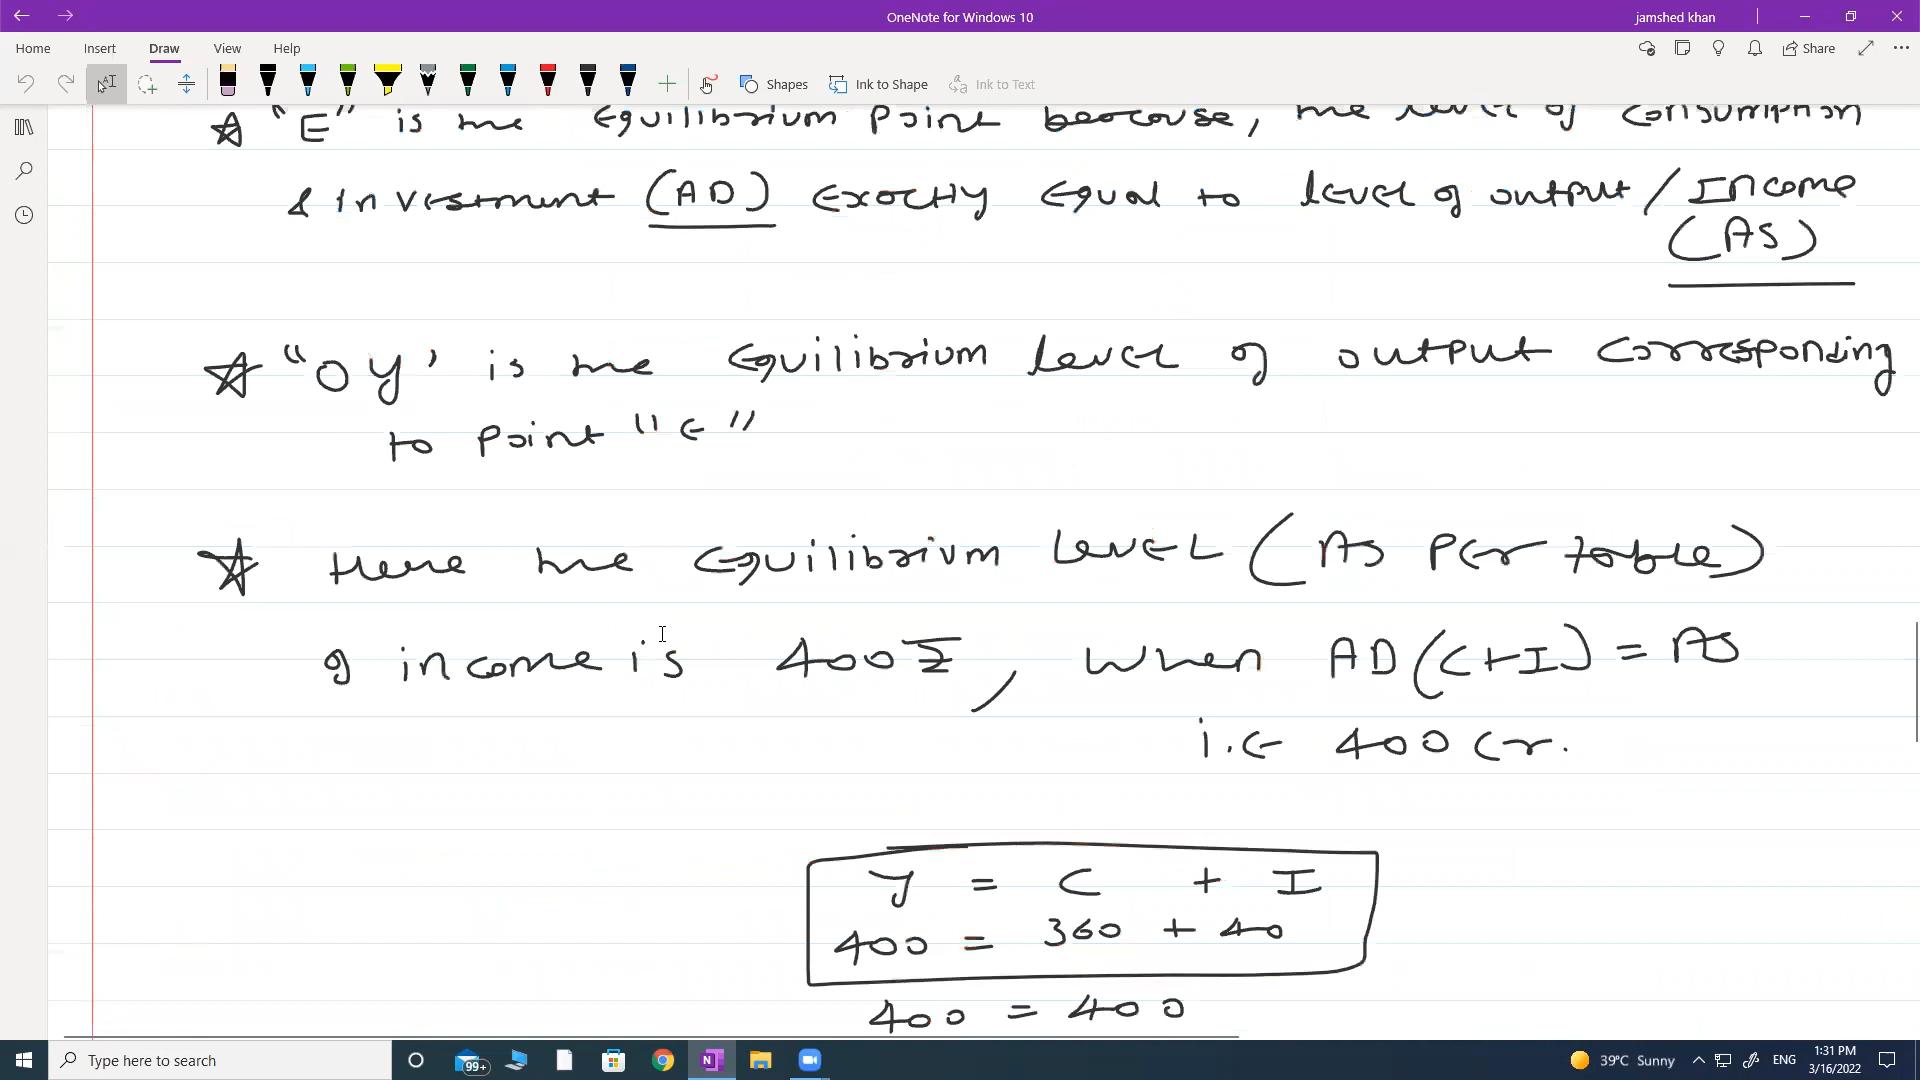 OneNote for Windows 10
jamshed khan
Home Insert Draw View Help
Share
Shapes Ink to Shape Ink to Text
"E" is the Equilibrium Point because, the level of Consumption
& Investment (AD) Exactly Equal to level of output / Income
(AS)
"OY' is the Equilibrium level of output Corresponding
to Point "E"
Here the Equilibrium Level (As Per table)
of income is 400 ₹, When AD (C+I) = AS
i.e 400 Cr.
Y = C + I
400 = 360 + 40
400 = 400
Type here to search
99+
39°C Sunny
ENG
1:31 PM
3/16/2022